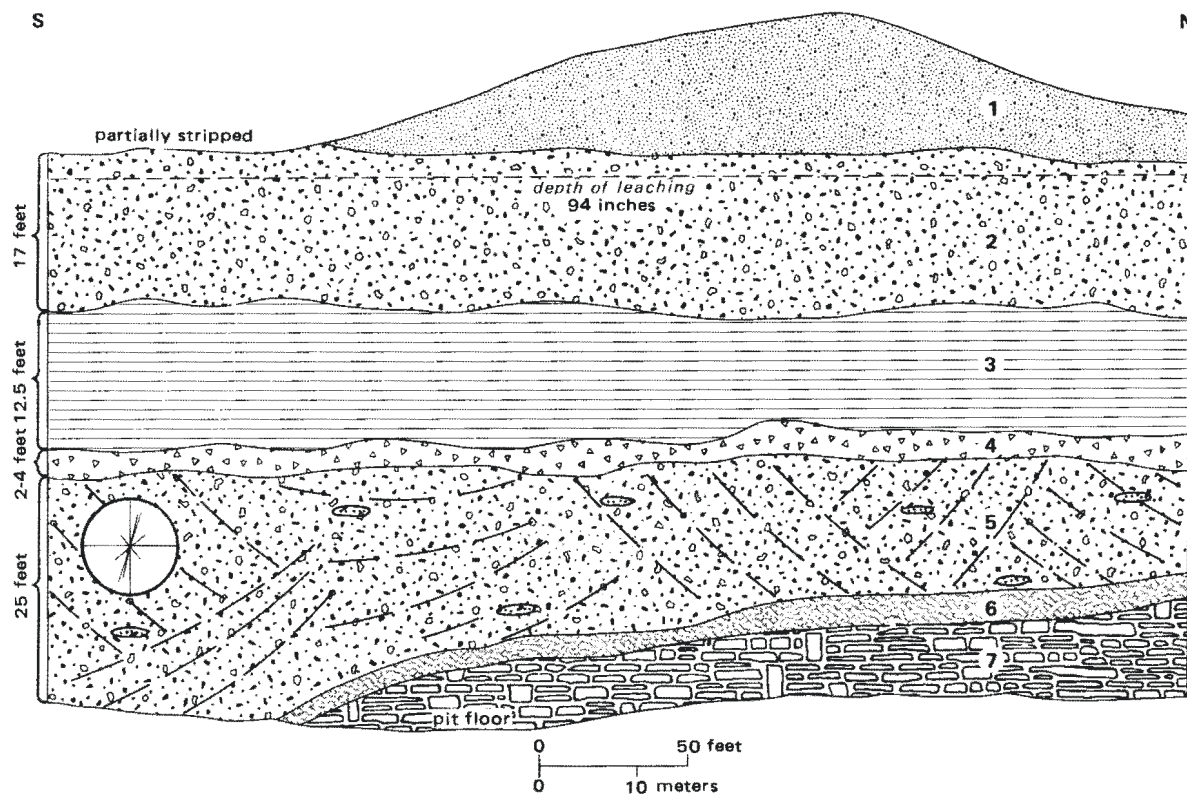 S
N
1
partially stripped
depth of leaching
94 inches
17 feet
2
12.5 feet
3
2-4 feet
4
25 feet
5
6
7
pit floor
0 50 feet
0 10 meters